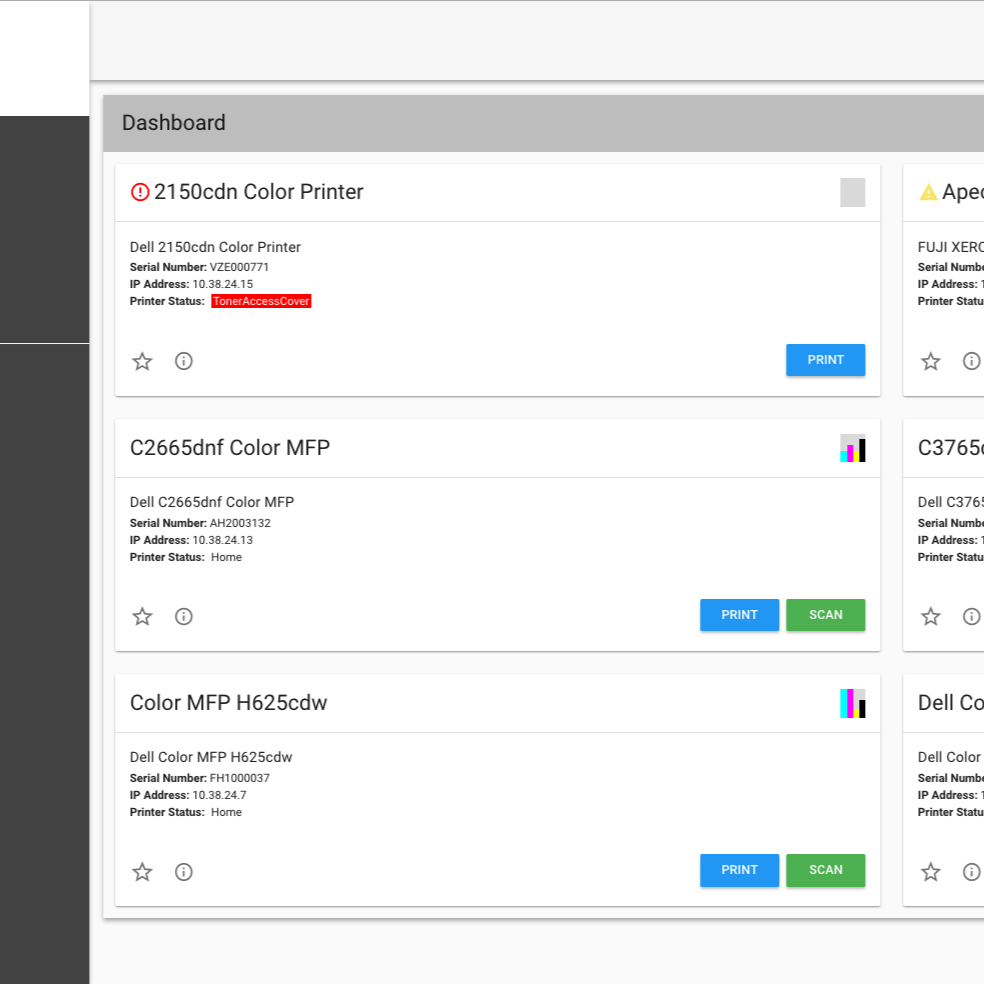 Dashboard
2150cdn Color Printer
Dell 2150cdn Color Printer
Serial Number: VZE000771
IP Address: 10.38.24.15
Printer Status: TonerAccessCover
PRINT
Apec
FUJI XERO
Serial Numbe
IP Address: 1
Printer Statu
C2665dnf Color MFP
Dell C2665dnf Color MFP
Serial Number: AH2003132
IP Address: 10.38.24.13
Printer Status: Home
PRINT
SCAN
C3765
Dell C3765
Serial Numbe
IP Address: 1
Printer Statu
Color MFP H625cdw
Dell Color MFP H625cdw
Serial Number: FH1000037
IP Address: 10.38.24.7
Printer Status: Home
PRINT
SCAN
Dell Co
Dell Color
Serial Numbe
IP Address: 1
Printer Statu